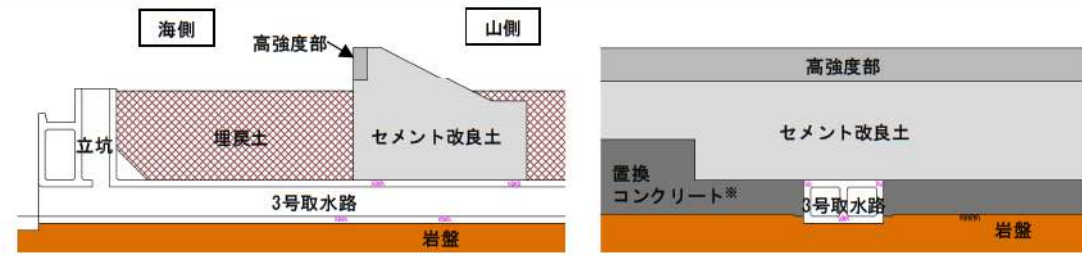 海側
山側
高強度部
立坑
埋戻土
セメント改良土
3号取水路
岩盤
高強度部
セメント改良土
置換
コンクリート※
3号取水路
岩盤